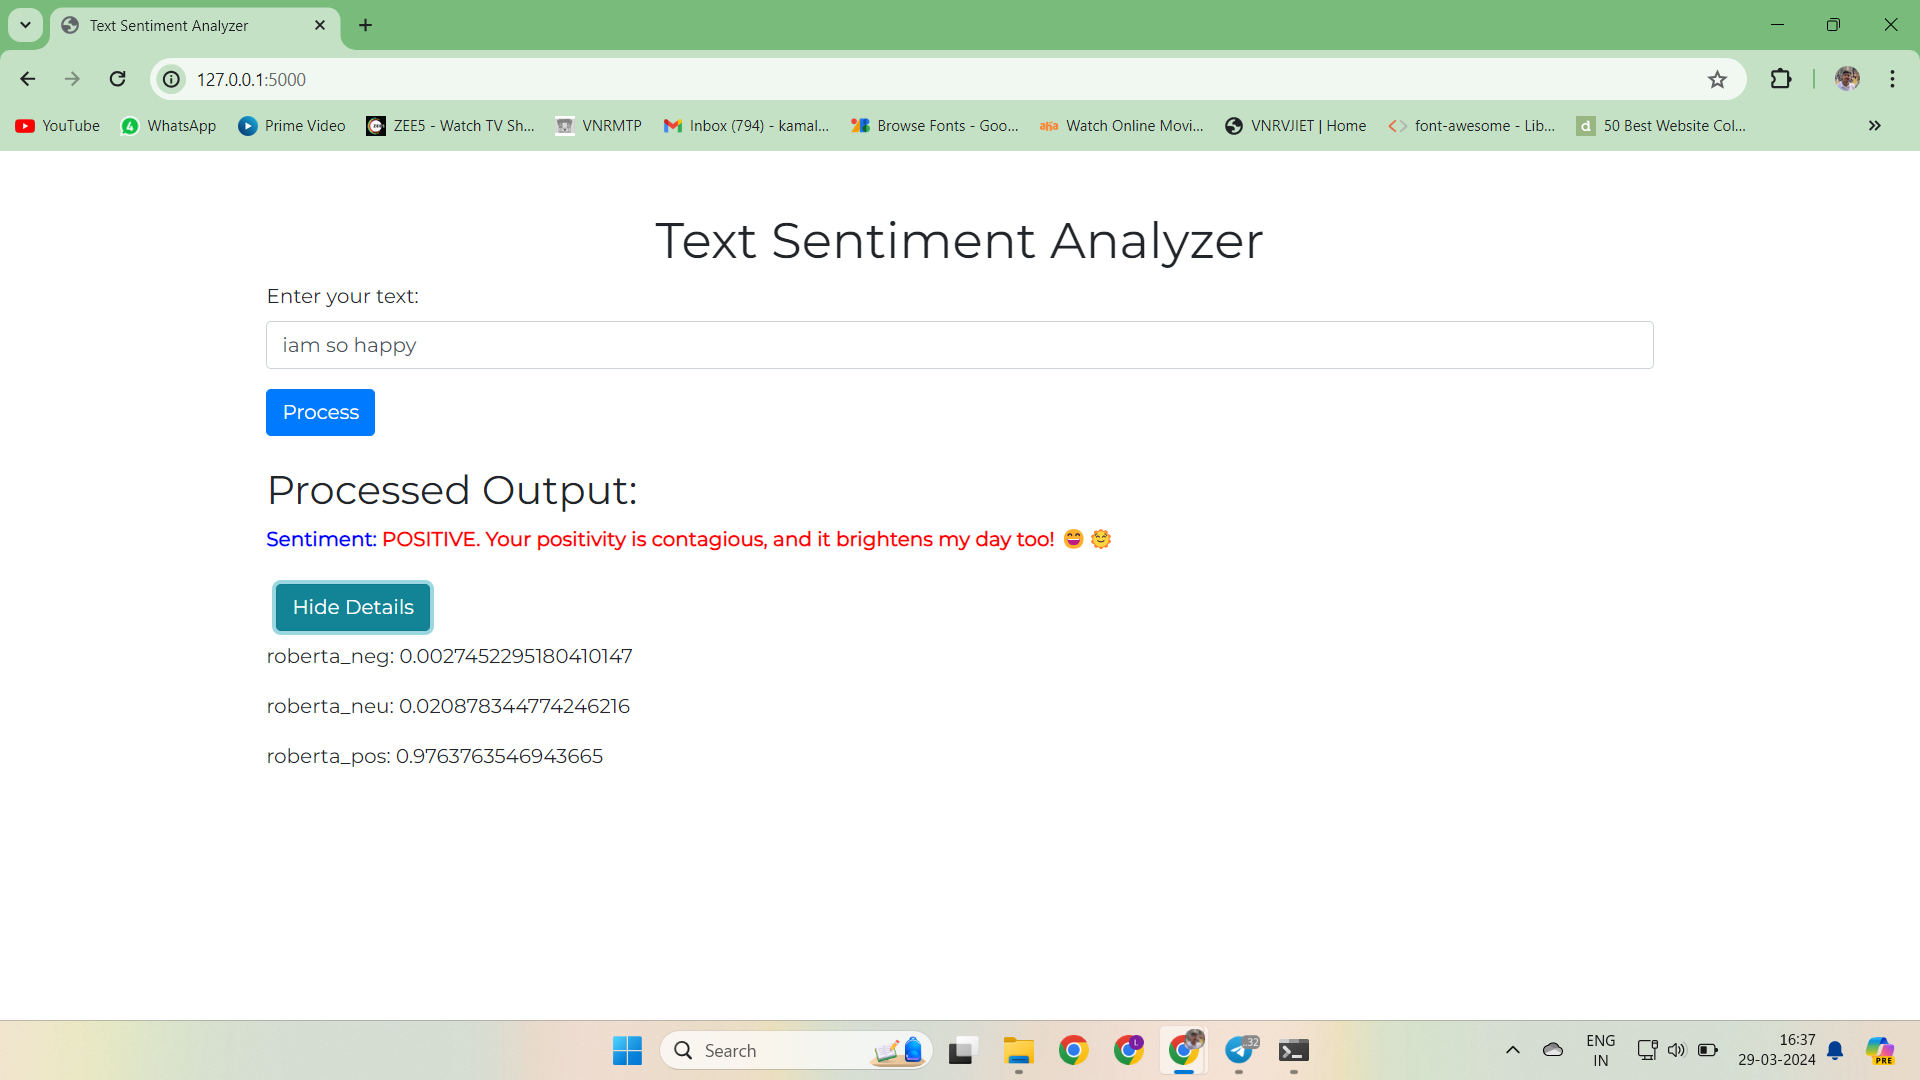 Text Sentiment Analyzer
127.0.0.1:5000
YouTube WhatsApp Prime Video ZEE5 - Watch TV Sh... VNRMTP Inbox (794) - kamal... Browse Fonts - Goo... aha Watch Online Movi... VNRVJIET | Home font-awesome - Lib... d 50 Best Website Col...
Text Sentiment Analyzer
Enter your text:
iam so happy
Process
Processed Output:
Sentiment: POSITIVE. Your positivity is contagious, and it brightens my day too! 😄 🌞
Hide Details
roberta_neg: 0.0027452295180410147
roberta_neu: 0.020878344774246216
roberta_pos: 0.9763763546943665
Search L 32 ENG 16:37
IN 29-03-2024 PRE